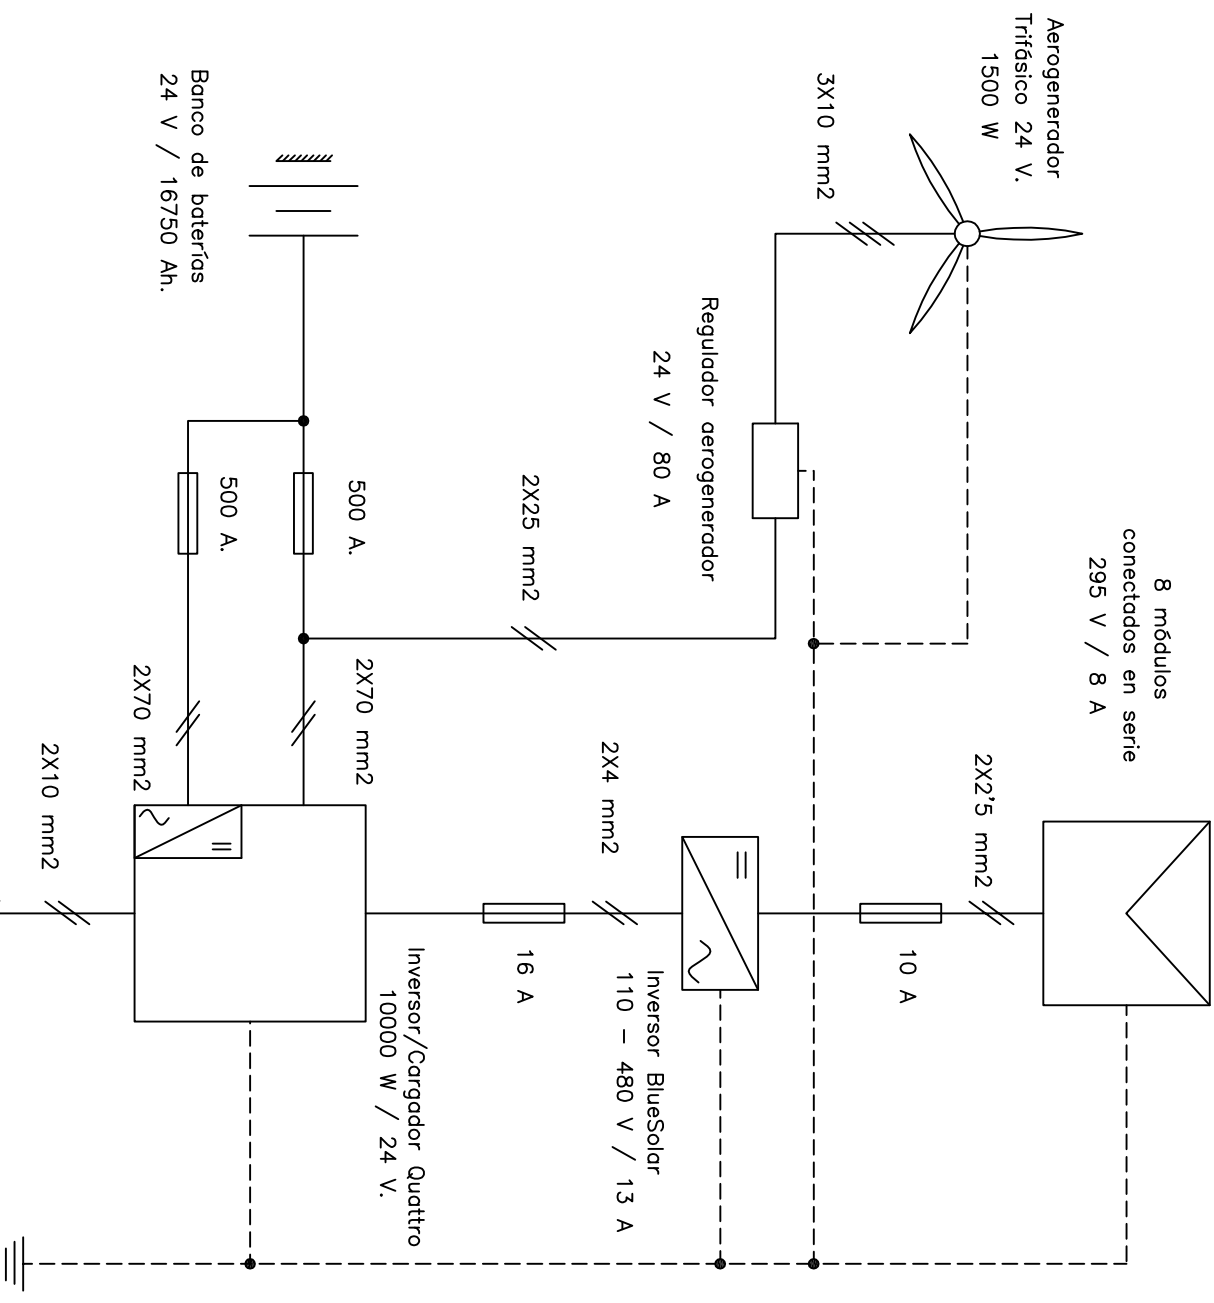 Aerogenerador
Trifásico 24 V.
1500 W
3X10 mm2
Regulador aerogenerador
24 V / 80 A
8 módulos
conectados en serie
295 V / 8 A
2X2'5 mm2
10 A
Inversor BlueSolar
110 - 480 V / 13 A
2X4 mm2
16 A
2X25 mm2
Banco de baterías
24 V / 16750 Ah.
500 A.
500 A.
2X70 mm2
2X70 mm2
Inversor/Cargador Quattro
10000 W / 24 V.
2X10 mm2